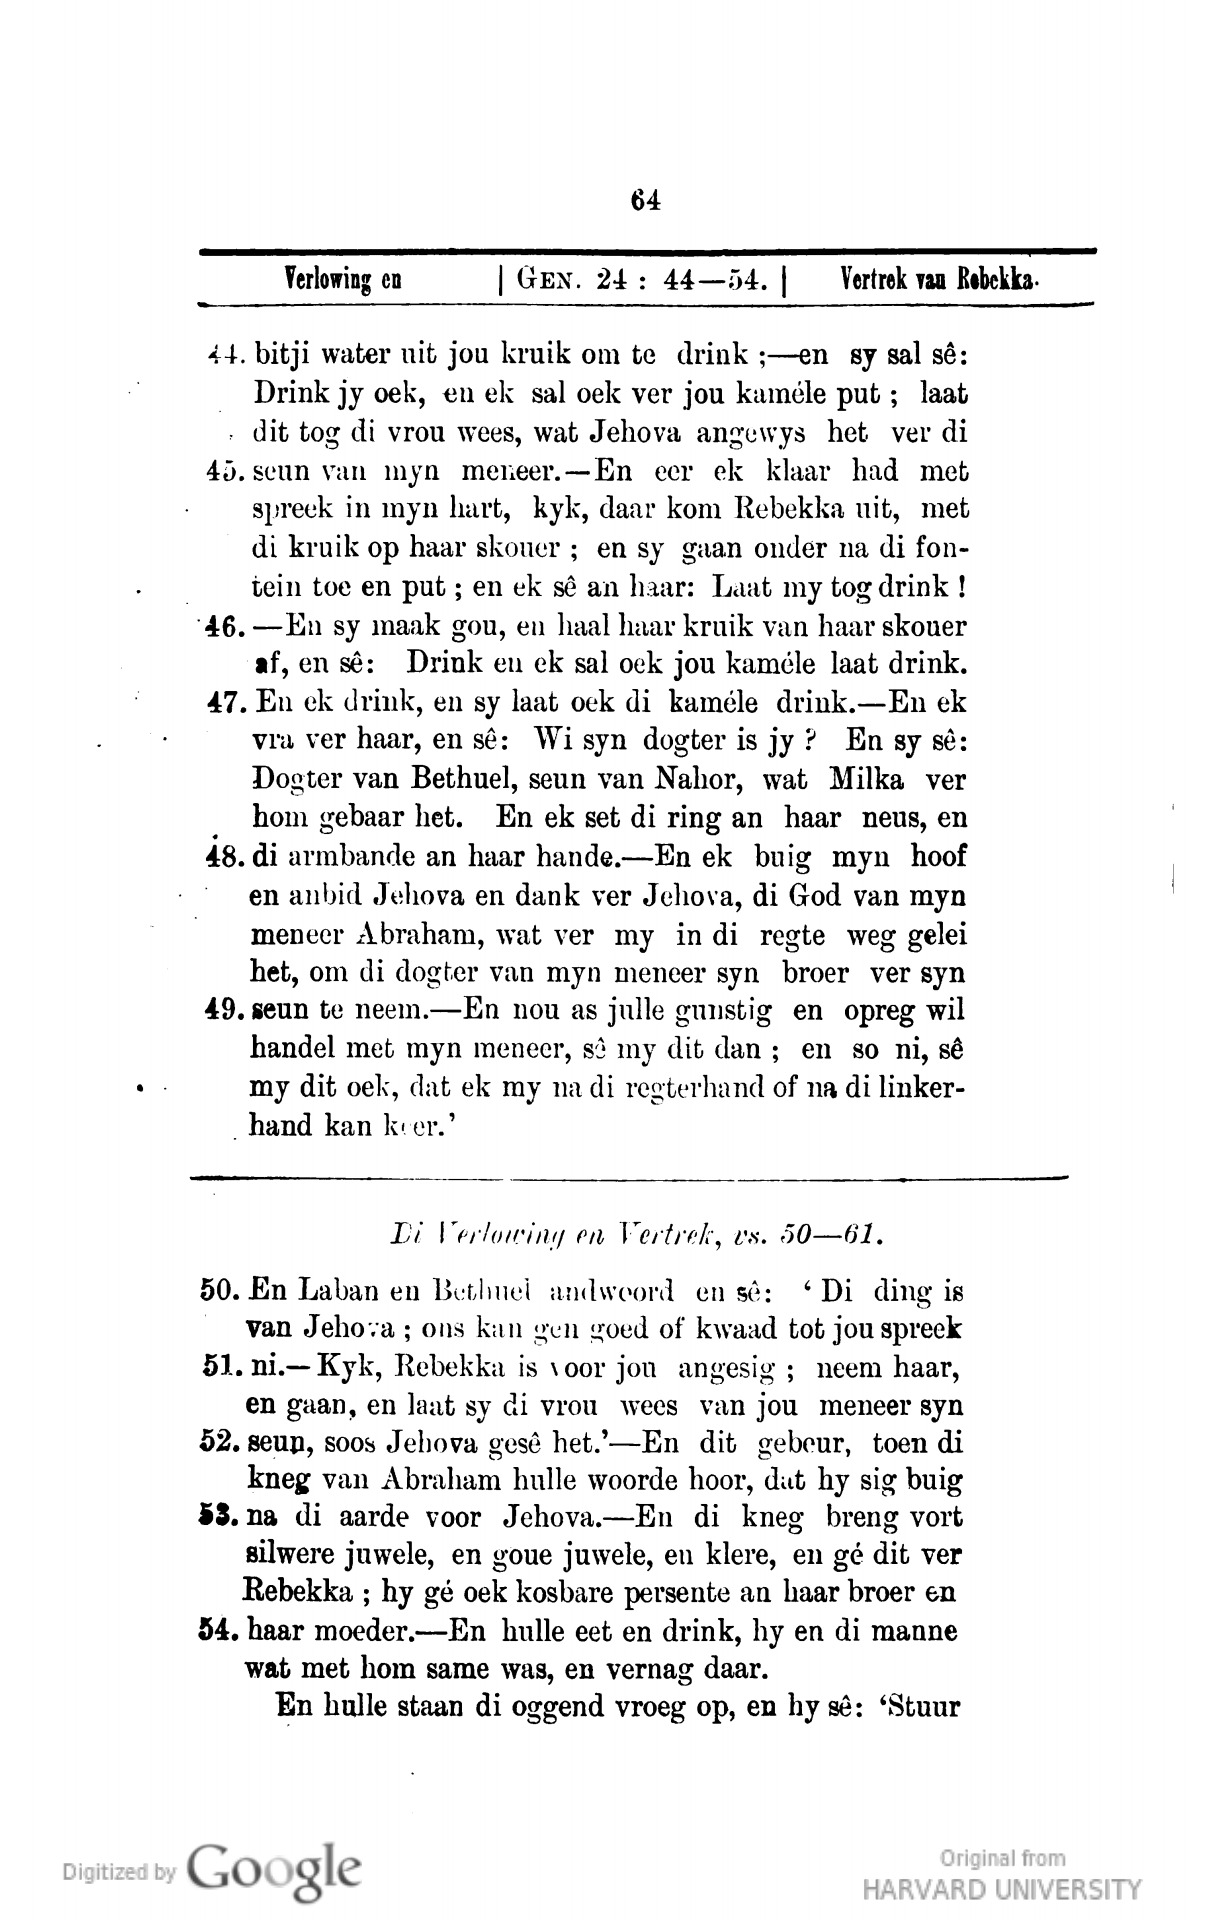 64
Verlowing en | GEN. 24 : 44—54. | Vertrek van Rebekka.
44. bitji water uit jou kruik om te drink ;—en sy sal sê:
Drink jy oek, en ek sal oek ver jou kaméle put ; laat
dit tog di vrou wees, wat Jehova angewys het ver di
45. seun van myn meneer.—En eer ek klaar had met
spreek in myn hart, kyk, daar kom Rebekka uit, met
di kruik op haar skouer ; en sy gaan onder na di fon-
tein toe en put ; en ek sê an haar: Laat my tog drink !
46. —En sy maak gou, en haal haar kruik van haar skouer
af, en sê: Drink en ek sal oek jou kaméle laat drink.
47. En ek drink, en sy laat oek di kaméle drink.—En ek
vra ver haar, en sê: Wi syn dogter is jy ? En sy sê:
Dogter van Bethuel, seun van Nahor, wat Milka ver
hom gebaar het. En ek set di ring an haar neus, en
48. di armbande an haar hande.—En ek buig myn hoof
en anbid Jehova en dank ver Jehova, di God van myn
meneer Abraham, wat ver my in di regte weg gelei
het, om di dogter van myn meneer syn broer ver syn
49. seun te neem.—En nou as julle gunstig en opreg wil
handel met myn meneer, sê my dit dan ; en so ni, sê
my dit oek, dat ek my na di regterhand of na di linker-
hand kan keer.’
Di Verlowing en Vertrek, vs. 50—61.
50. En Laban en Bethuel andwoord en sê: ‘ Di ding is
van Jehova ; ons kan gen goed of kwaad tot jou spreek
51. ni.— Kyk, Rebekka is voor jou angesig ; neem haar,
en gaan, en laat sy di vrou wees van jou meneer syn
52. seun, soos Jehova gesê het.’—En dit gebeur, toen di
kneg van Abraham hulle woorde hoor, dat hy sig buig
53. na di aarde voor Jehova.—En di kneg breng vort
silwere juwele, en goue juwele, en klere, en gé dit ver
Rebekka ; hy gé oek kosbare persente an haar broer en
54. haar moeder.—En hulle eet en drink, hy en di manne
wat met hom same was, en vernag daar.
En hulle staan di oggend vroeg op, en hy sê: ‘Stuur
Digitized by Google
Original from
HARVARD UNIVERSITY